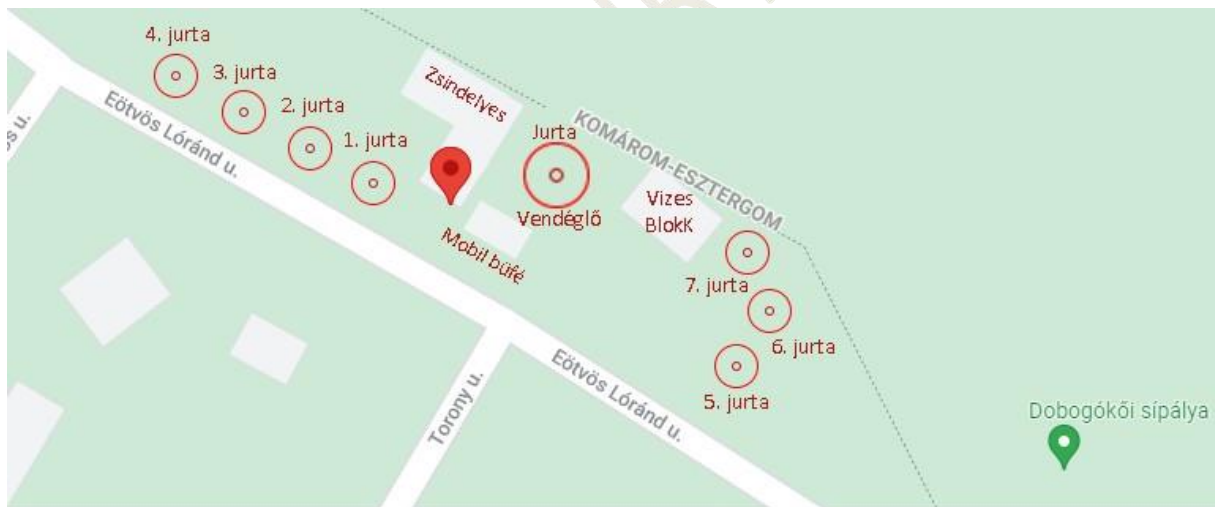 4. jurta
3. jurta
2. jurta
1. jurta
Zsindelyes
Jurta
Vendéglő
Mobil büfé
KOMÁROM-ESZTERGOM
Vizes
BlokK
7. jurta
6. jurta
5. jurta
Eötvös Lóránd u.
Eötvös Lóránd u.
Torony u.
Dobogókői sípálya